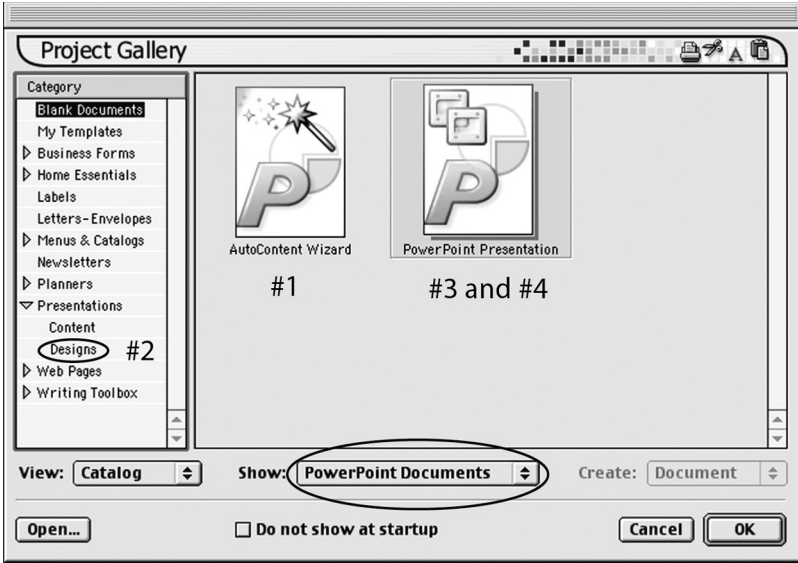 Project Gallery
A
Category
Blank Documents
My Templates
Business Forms
Home Essentials
Labels
Letters-Envelopes
Menus & Catalogs
Newsletters
Planners
Presentations
Content
Designs #2
Web Pages
Writing Toolbox
P
AutoContent Wizard
#1
P
PowerPoint Presentation
#3 and #4
View: Catalog Show: PowerPoint Documents Create: Document
Open... Do not show at startup Cancel OK